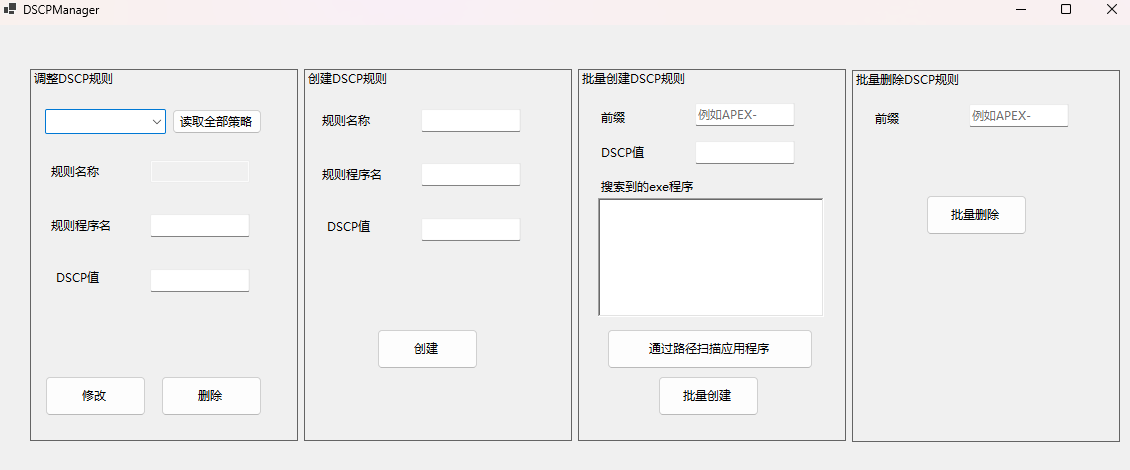 DSCPManager
调整DSCP规则
读取全部策略
规则名称
规则程序名
DSCP值
修改
删除
创建DSCP规则
规则名称
规则程序名
DSCP值
创建
批量创建DSCP规则
前缀
例如APEX-
DSCP值
搜索到的exe程序
通过路径扫描应用程序
批量创建
批量删除DSCP规则
前缀
例如APEX-
批量删除